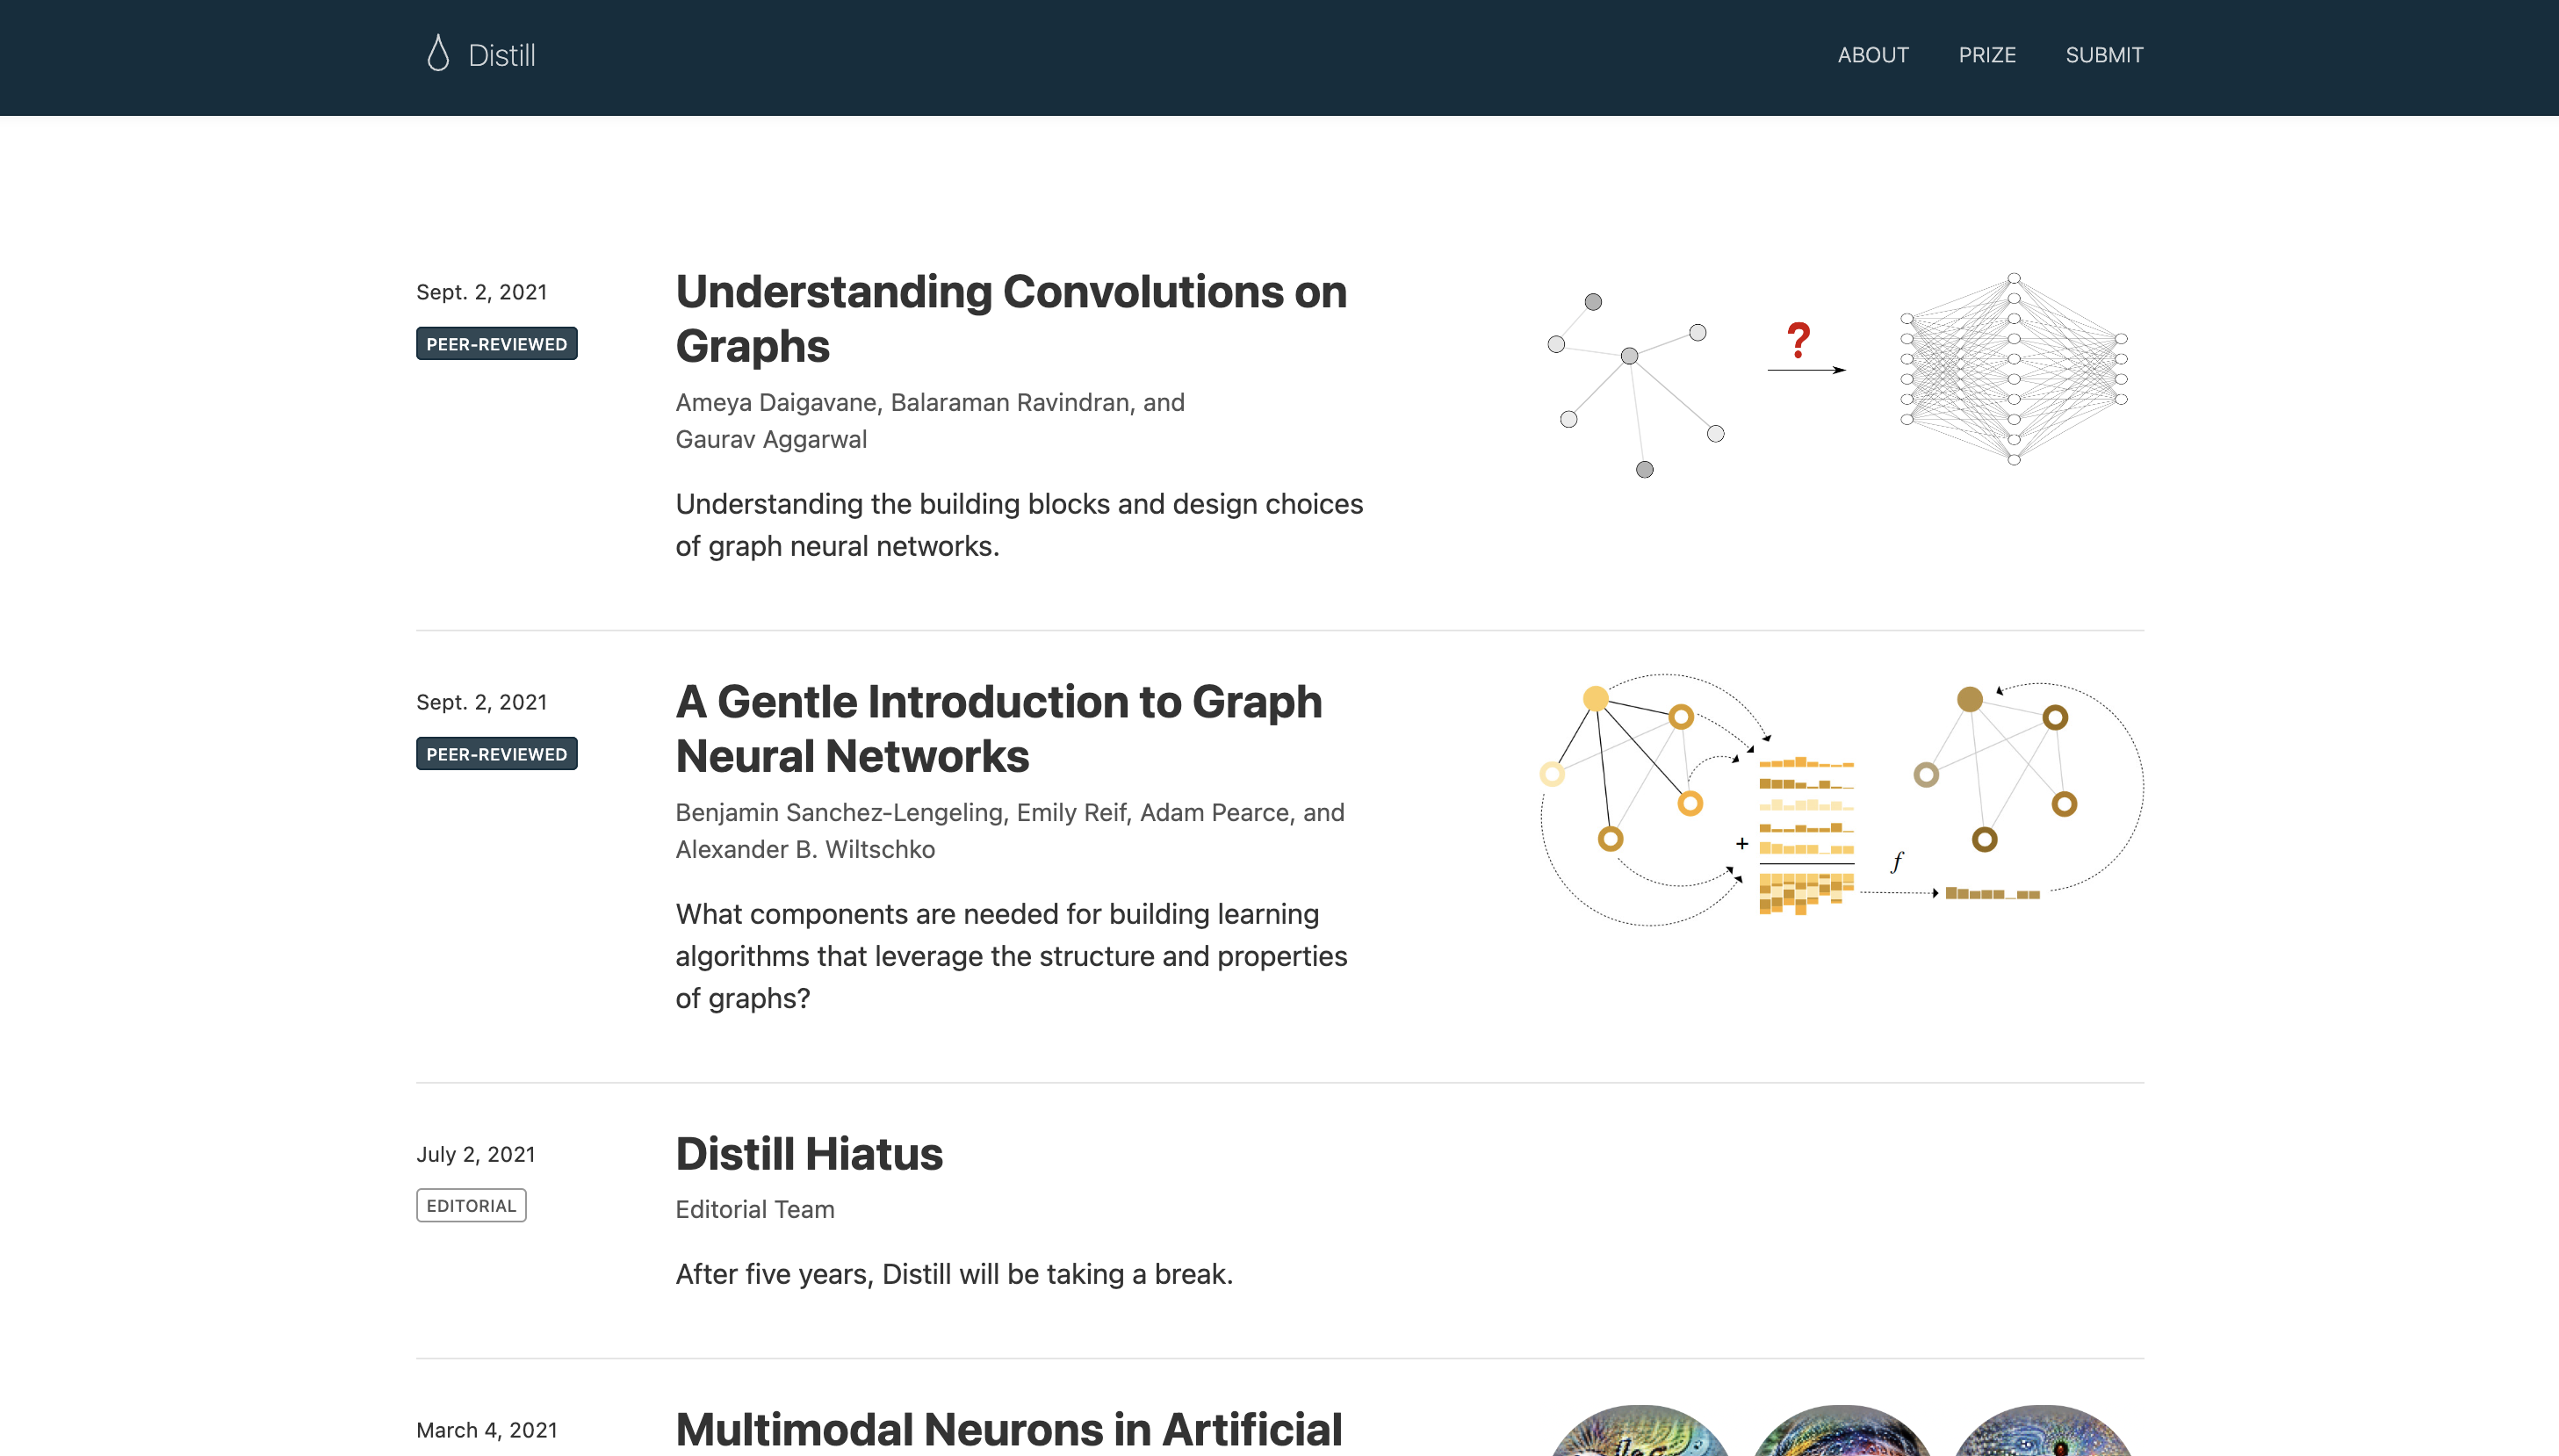 Distill
ABOUT PRIZE SUBMIT
Sept. 2, 2021
PEER-REVIEWED
Understanding Convolutions on
Graphs
Ameya Daigavane, Balaraman Ravindran, and
Gaurav Aggarwal
Understanding the building blocks and design choices
of graph neural networks.
?
Sept. 2, 2021
PEER-REVIEWED
A Gentle Introduction to Graph
Neural Networks
Benjamin Sanchez-Lengeling, Emily Reif, Adam Pearce, and
Alexander B. Wiltschko
What components are needed for building learning
algorithms that leverage the structure and properties
of graphs?
+
f
July 2, 2021
EDITORIAL
Distill Hiatus
Editorial Team
After five years, Distill will be taking a break.
March 4, 2021
Multimodal Neurons in Artificial